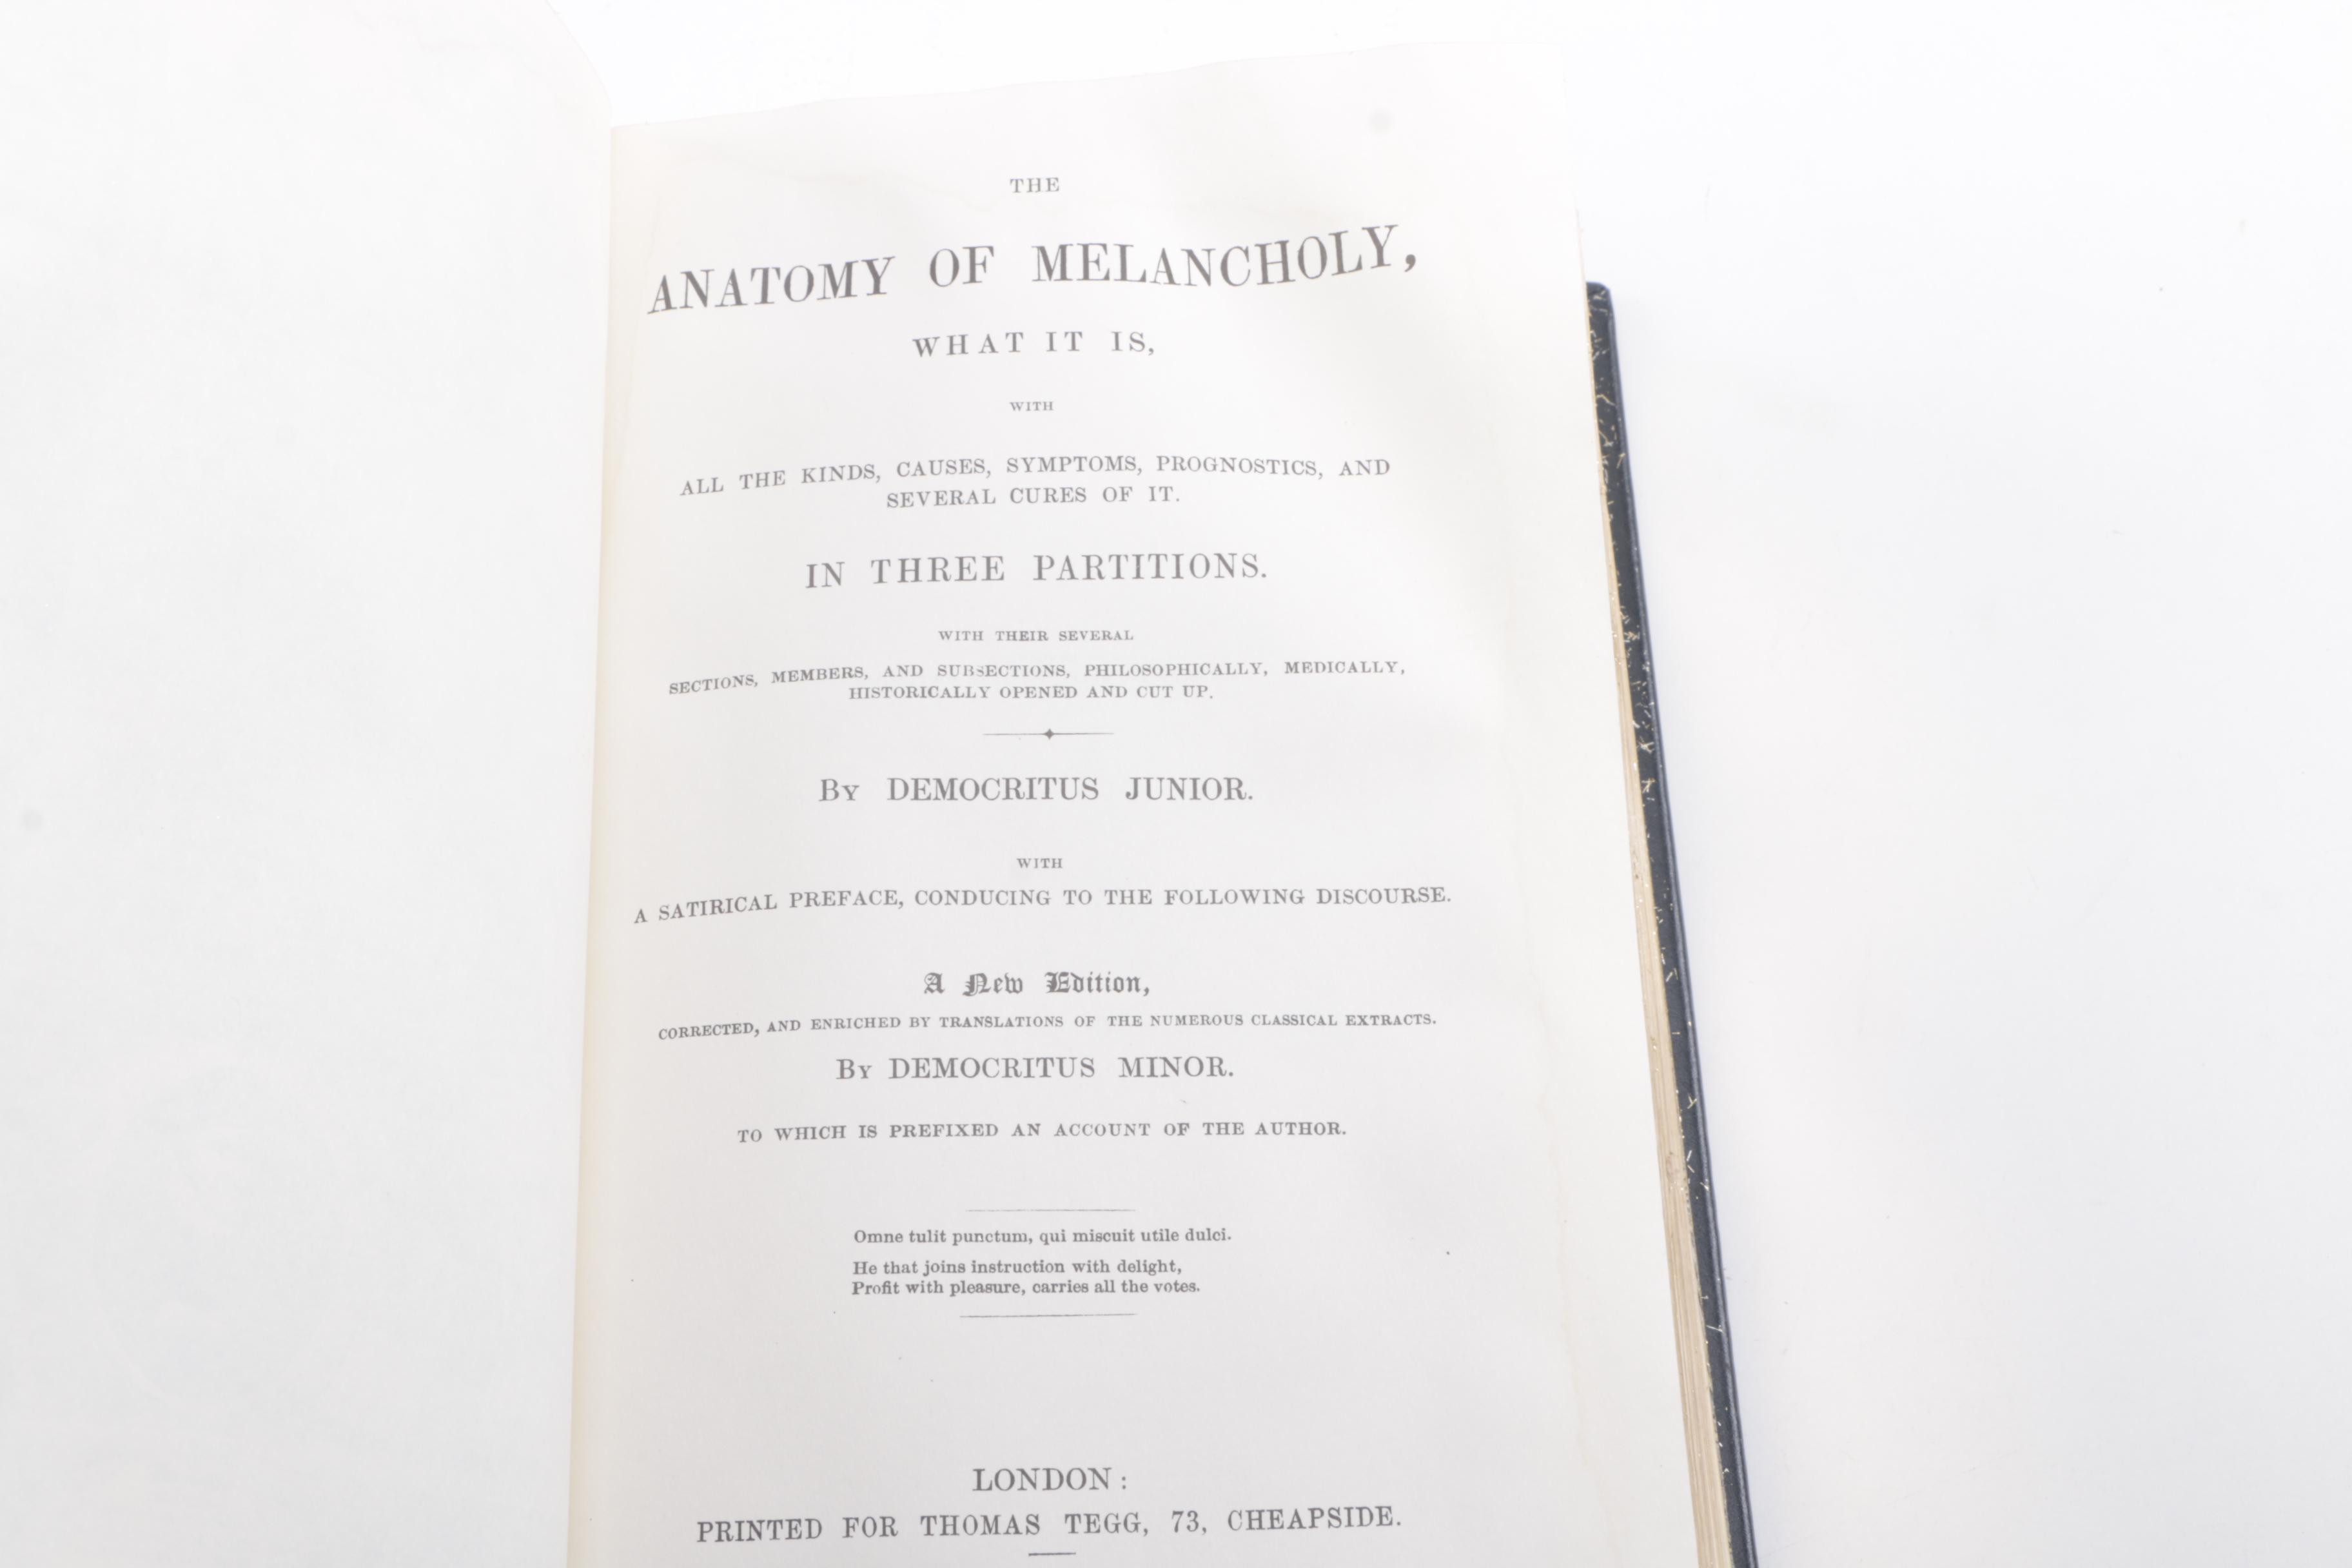 THE
ANATOMY OF MELANCHOLY,
WHAT IT IS,
WITH
ALL THE KINDS, CAUSES, SYMPTOMS, PROGNOSTICS, AND
SEVERAL CURES OF IT.
IN THREE PARTITIONS.
WITH THEIR SEVERAL
SECTIONS, MEMBERS, AND SUBSECTIONS, PHILOSOPHICALLY, MEDICALLY,
HISTORICALLY OPENED AND CUT UP.
By DEMOCRITUS JUNIOR.
WITH
A SATIRICAL PREFACE, CONDUCING TO THE FOLLOWING DISCOURSE.
A New Edition,
CORRECTED, AND ENRICHED BY TRANSLATIONS OF THE NUMEROUS CLASSICAL EXTRACTS.
By DEMOCRITUS MINOR.
TO WHICH IS PREFIXED AN ACCOUNT OF THE AUTHOR.
Omne tulit punctum, qui miscuit utile dulci.
He that joins instruction with delight,
Profit with pleasure, carries all the votes.
LONDON:
PRINTED FOR THOMAS TEGG, 73, CHEAPSIDE.